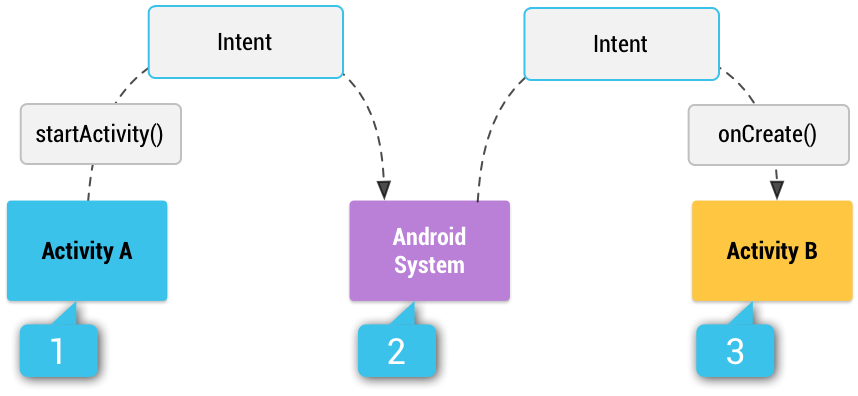 Intent
Intent
startActivity()
onCreate()
Activity A
Android
System
Activity B
1
2
3